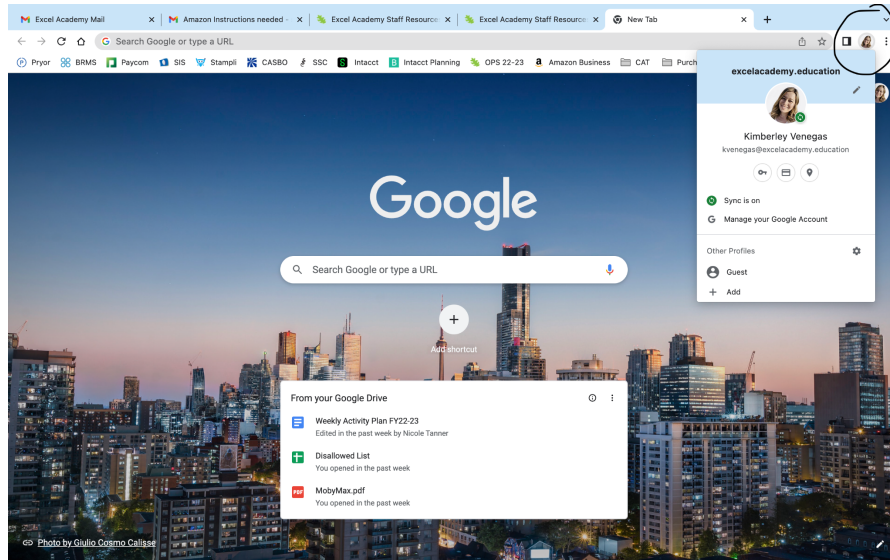 Excel Academy Mail
Amazon Instructions needed -
Excel Academy Staff Resource
Excel Academy Staff Resource
New Tab
Search Google or type a URL
Pryor
BRMS
Paycom
SIS
Stampli
CASBO
SSC
Intacct
Intacct Planning
OPS 22-23
Amazon Business
CAT
Purch
excelacademy.education
Kimberley Venegas
kvenegas@excelacademy.education
Sync is on
Manage your Google Account
Other Profiles
Guest
Add
Google
Search Google or type a URL
Add shortcut
From your Google Drive
Weekly Activity Plan FY22-23
Edited in the past week by Nicole Tanner
Disallowed List
You opened in the past week
PDF
MobyMax.pdf
You opened in the past week
Photo by Giulio Cosmo Calisse